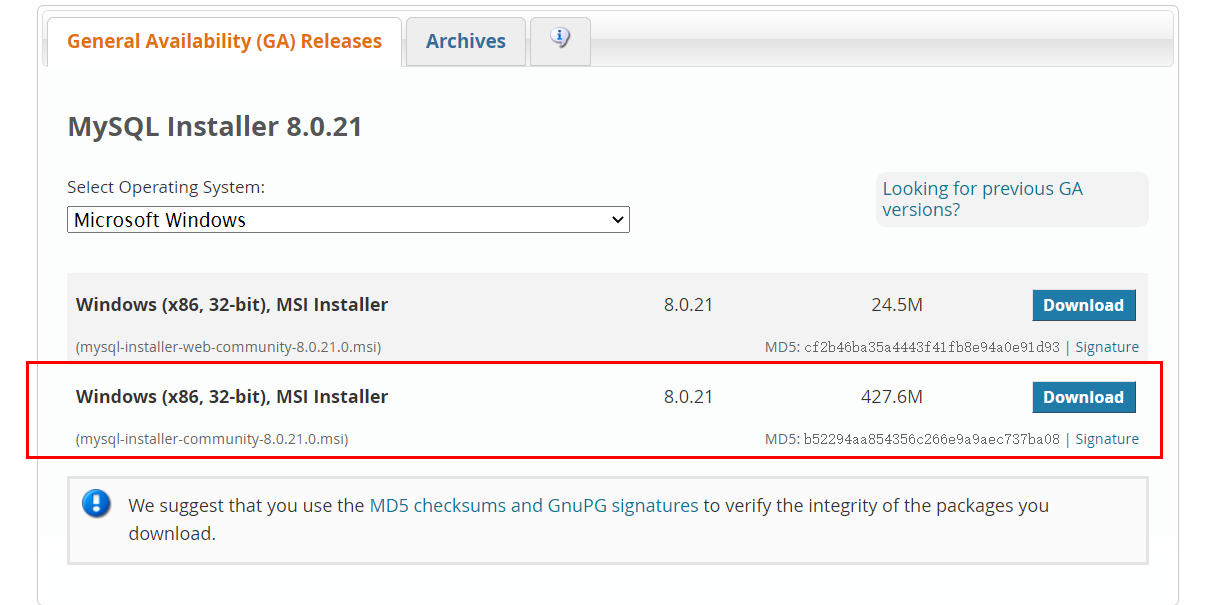 General Availability (GA) Releases
Archives
MySQL Installer 8.0.21
Select Operating System:
Looking for previous GA
versions?
Microsoft Windows
Windows (x86, 32-bit), MSI Installer 8.0.21 24.5M Download
(mysql-installer-web-community-8.0.21.0.msi) MD5: cf2b46ba35a4443f41fb8e94a0e91d93 | Signature
Windows (x86, 32-bit), MSI Installer 8.0.21 427.6M Download
(mysql-installer-community-8.0.21.0.msi) MD5: b52294aa854356c266e9a9aec737ba08 | Signature
We suggest that you use the MD5 checksums and GnuPG signatures to verify the integrity of the packages you
download.